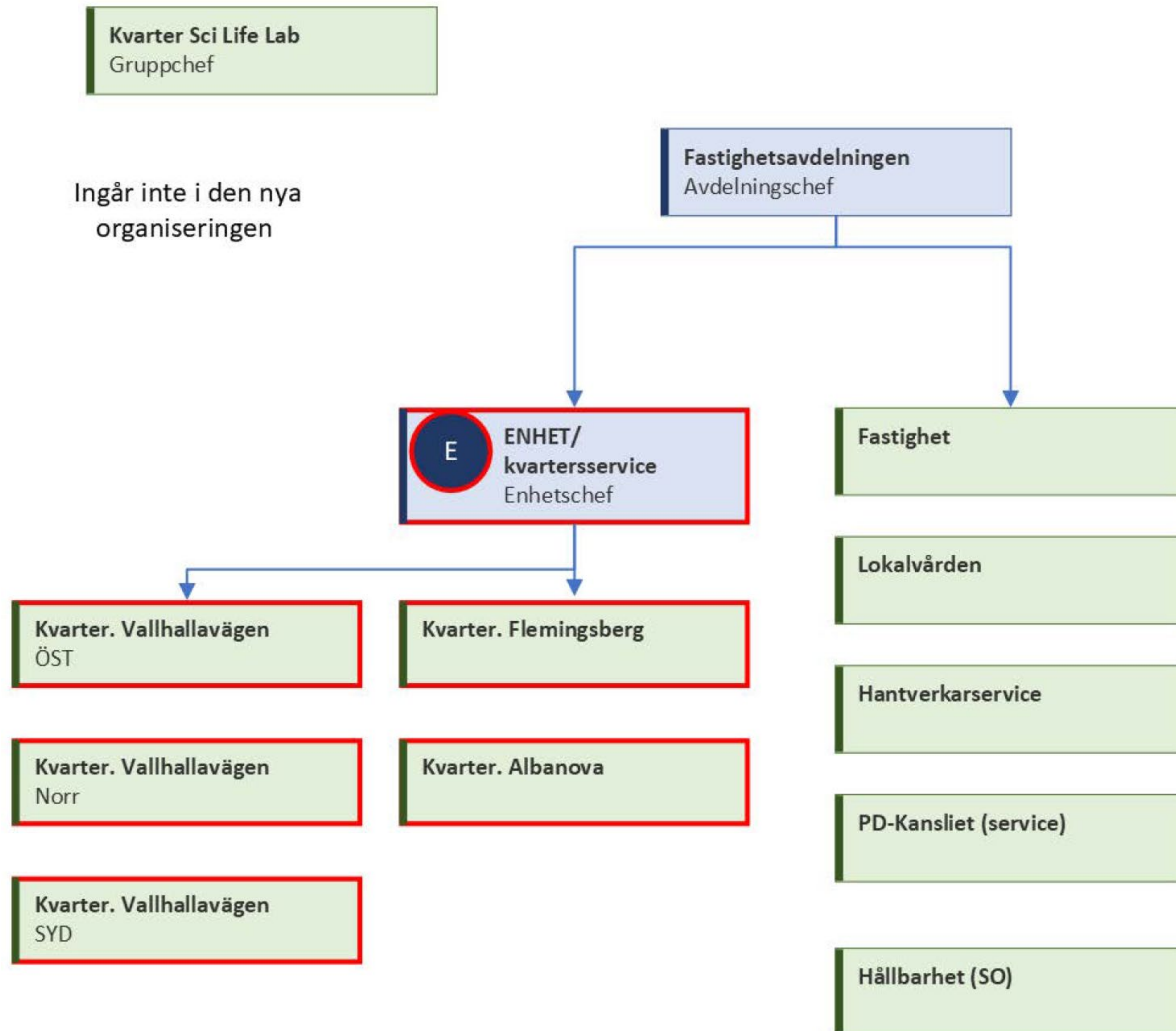 Kvarter Sci Life Lab
Gruppchef
Ingår inte i den nya
organiseringen
Fastighetsavdelningen
Avdelningschef
E
ENHET/
kvartersservice
Enhetschef
Kvarter. Vallhallavägen
ÖST
Kvarter. Vallhallavägen
Norr
Kvarter. Vallhallavägen
SYD
Kvarter. Flemingsberg
Kvarter. Albanova
Fastighet
Lokalvården
Hantverkarservice
PD-Kansliet (service)
Hållbarhet (SO)